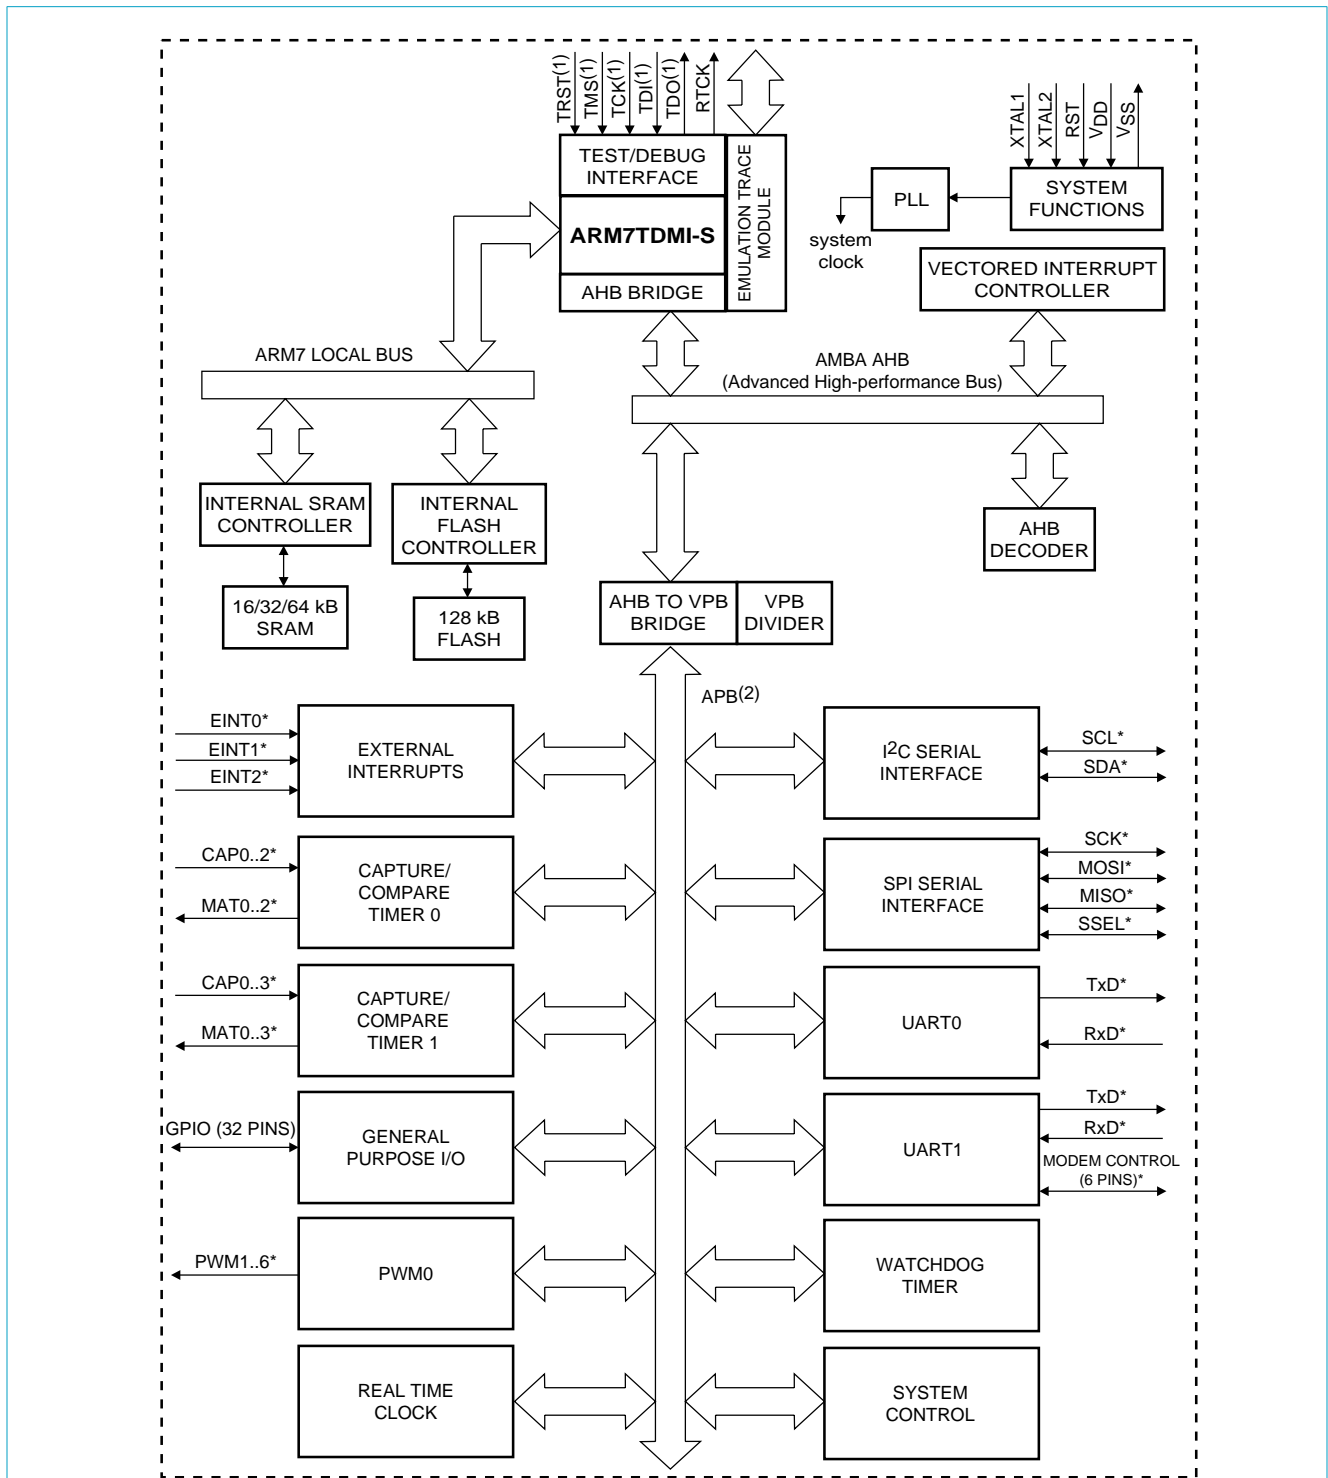 TRST(1)
TMS(1)
TCK(1)
TDI(1)
TDO(1)
RTCK
XTAL1
XTAL2
RST
VDD
VSS
TEST/DEBUG
INTERFACE
EMULATION TRACE
MODULE
ARM7TDMI-S
AHB BRIDGE
PLL
SYSTEM
FUNCTIONS
system
clock
VECTORED INTERRUPT
CONTROLLER
ARM7 LOCAL BUS
AMBA AHB
(Advanced High-performance Bus)
INTERNAL SRAM
CONTROLLER
INTERNAL
FLASH
CONTROLLER
AHB
DECODER
16/32/64 kB
SRAM
128 kB
FLASH
AHB TO VPB
BRIDGE
VPB
DIVIDER
APB(2)
EINT0*
EINT1*
EINT2*
EXTERNAL
INTERRUPTS
I2C SERIAL
INTERFACE
SCL*
SDA*
CAP0..2*
MAT0..2*
CAPTURE/
COMPARE
TIMER 0
SPI SERIAL
INTERFACE
SCK*
MOSI*
MISO*
SSEL*
CAP0..3*
MAT0..3*
CAPTURE/
COMPARE
TIMER 1
UART0
TxD*
RxD*
GPIO (32 PINS)
GENERAL
PURPOSE I/O
UART1
TxD*
RxD*
MODEM CONTROL
(6 PINS)*
PWM1..6*
PWM0
WATCHDOG
TIMER
REAL TIME
CLOCK
SYSTEM
CONTROL